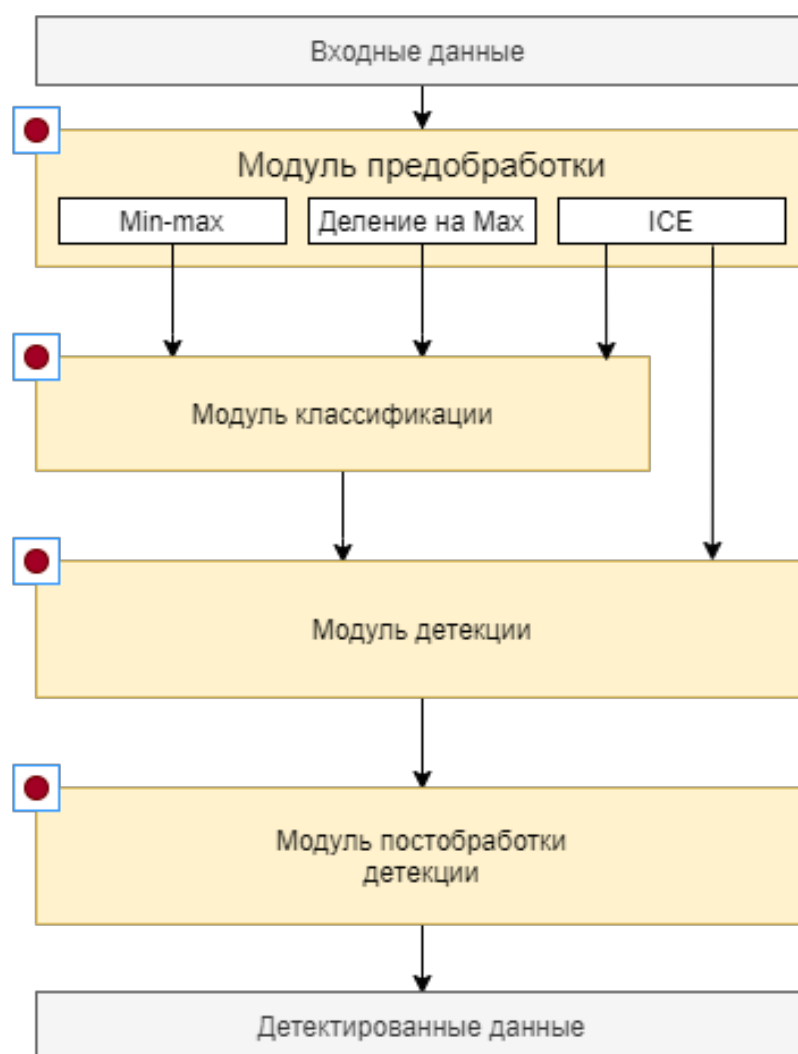 Входные данные
Модуль предобработки
Min-max
Деление на Max
ICE
Модуль классификации
Модуль детекции
Модуль постобработки
детекции
Детектированные данные